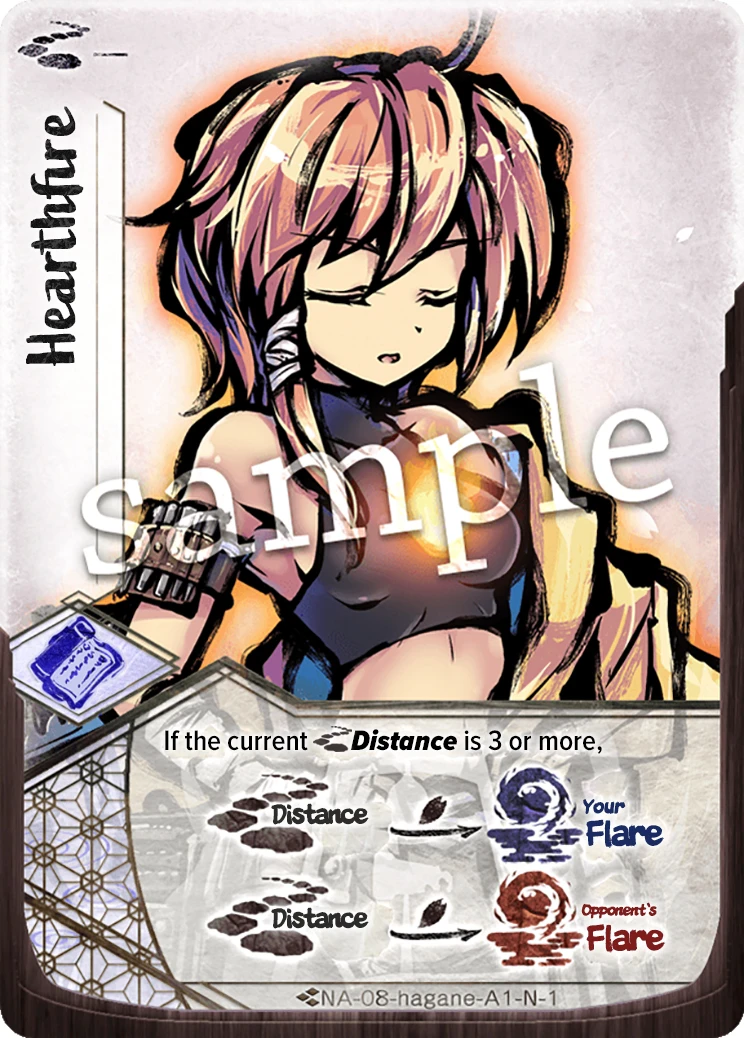 Hearthfire
sample
If the current Distance is 3 or more,
Distance
Your
Flare
Distance
Opponent's
Flare
NA-08-hagane-A1-N-1